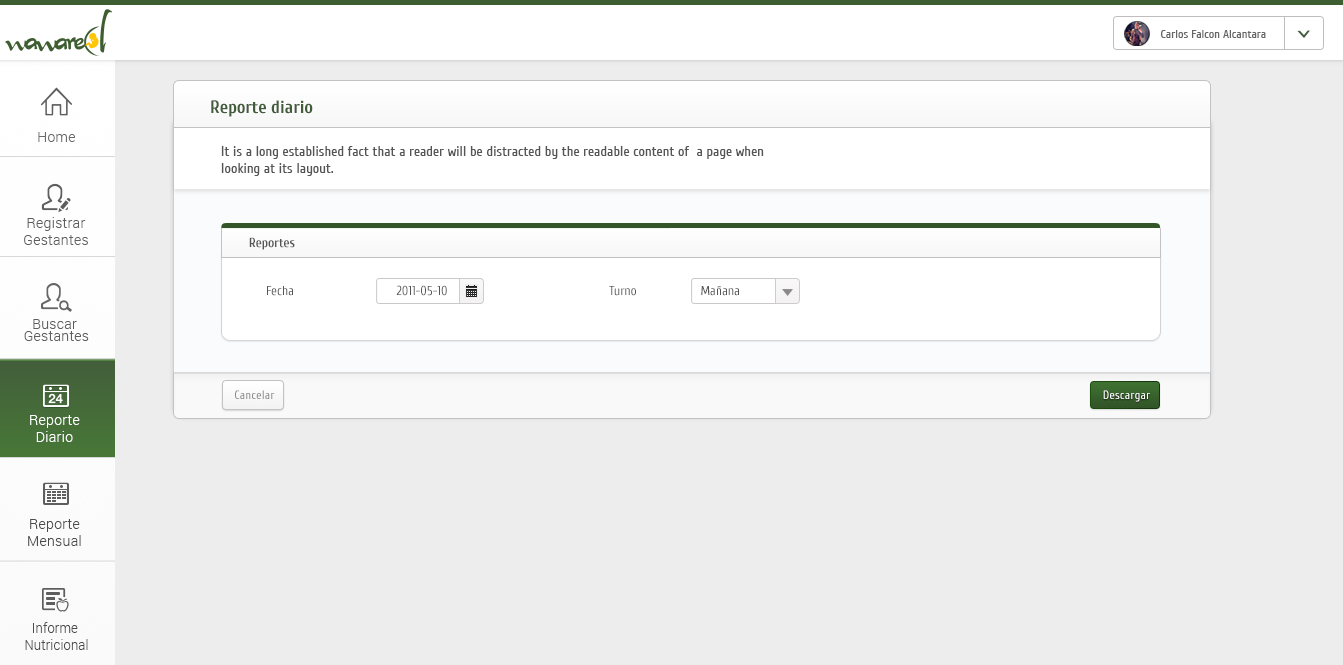 wawared
Carlos Falcon Alcantara
Home
Registrar
Gestantes
Buscar
Gestantes
24
Reporte
Diario
Reporte
Mensual
Informe
Nutricional
Reporte diario
It is a long established fact that a reader will be distracted by the readable content of a page when
looking at its layout.
Reportes
Fecha 2011-05-10 Turno Mañana
Cancelar Descargar